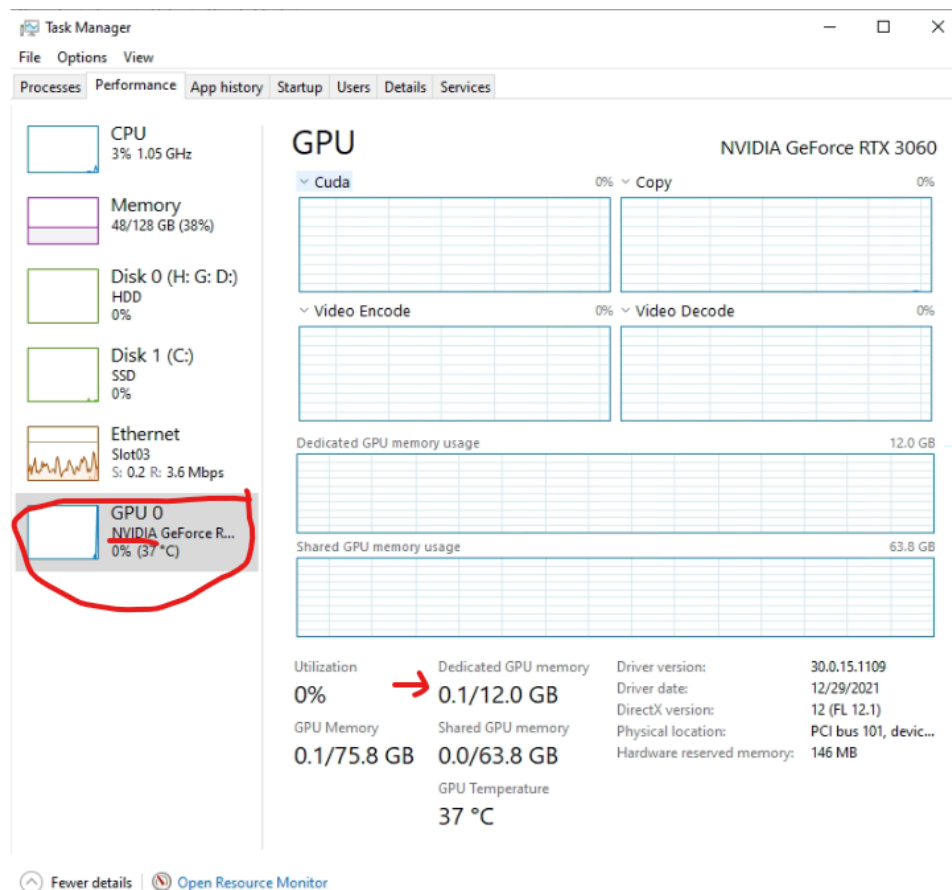 Task Manager
File Options View
Processes Performance App history Startup Users Details Services
CPU
3% 1.05 GHz
Memory
48/128 GB (38%)
Disk 0 (H: G: D:)
HDD
0%
Disk 1 (C:)
SSD
0%
Ethernet
Slot03
S: 0.2 R: 3.6 Mbps
GPU 0
NVIDIA GeForce R...
0% (37 °C)
GPU NVIDIA GeForce RTX 3060
Cuda 0% Copy 0%
Video Encode 0% Video Decode 0%
Dedicated GPU memory usage 12.0 GB
Shared GPU memory usage 63.8 GB
Utilization
0%
Dedicated GPU memory
0.1/12.0 GB
GPU Memory
0.1/75.8 GB
Shared GPU memory
0.0/63.8 GB
GPU Temperature
37 °C
Driver version: 30.0.15.1109
Driver date: 12/29/2021
DirectX version: 12 (FL 12.1)
Physical location: PCI bus 101, devic...
Hardware reserved memory: 146 MB
Fewer details Open Resource Monitor